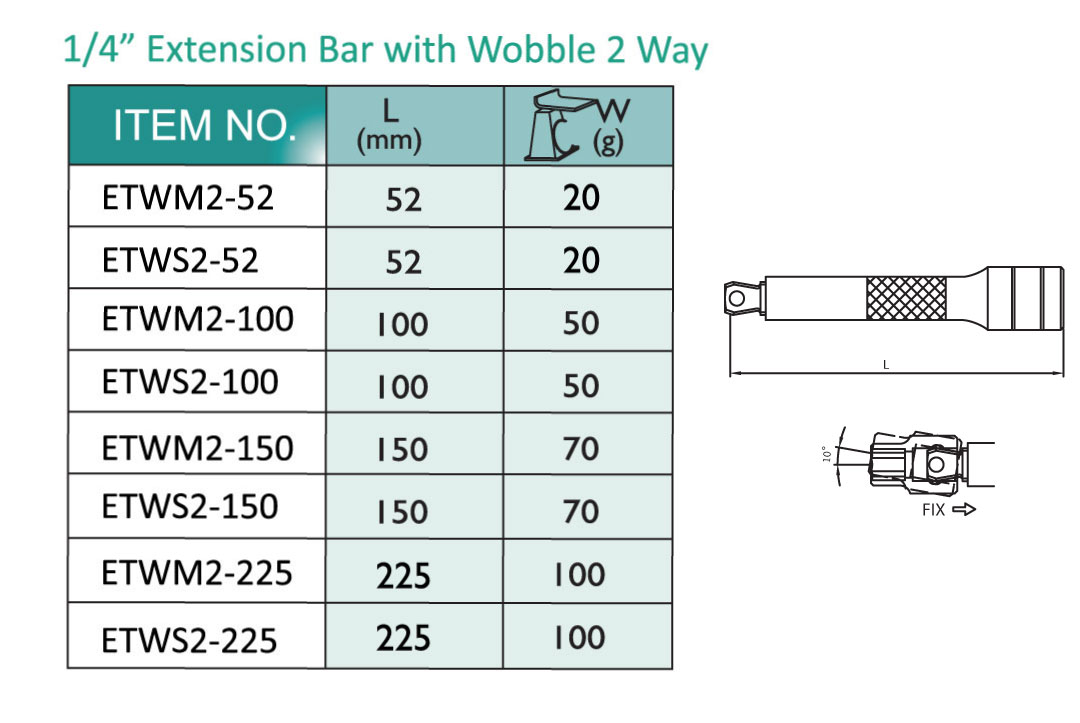 1/4” Extension Bar with Wobble 2 Way
ITEM NO. L (mm) W (g)
ETWM2-52 52 20
ETWS2-52 52 20
ETWM2-100 100 50
ETWS2-100 100 50
ETWM2-150 150 70
ETWS2-150 150 70
ETWM2-225 225 100
ETWS2-225 225 100
L
10°
FIX